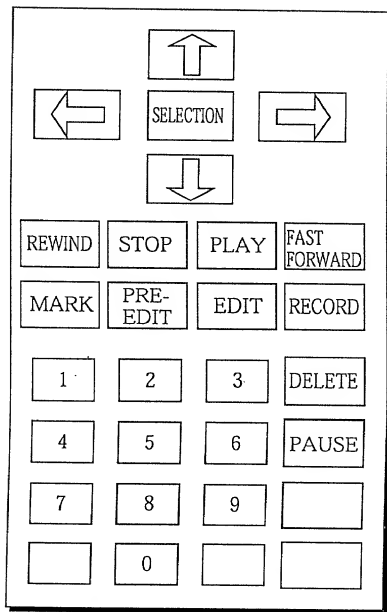 SELECTION
REWIND
STOP
PLAY
FAST
FORWARD
MARK
PRE-
EDIT
EDIT
RECORD
1
2
3
DELETE
4
5
6
PAUSE
7
8
9
0